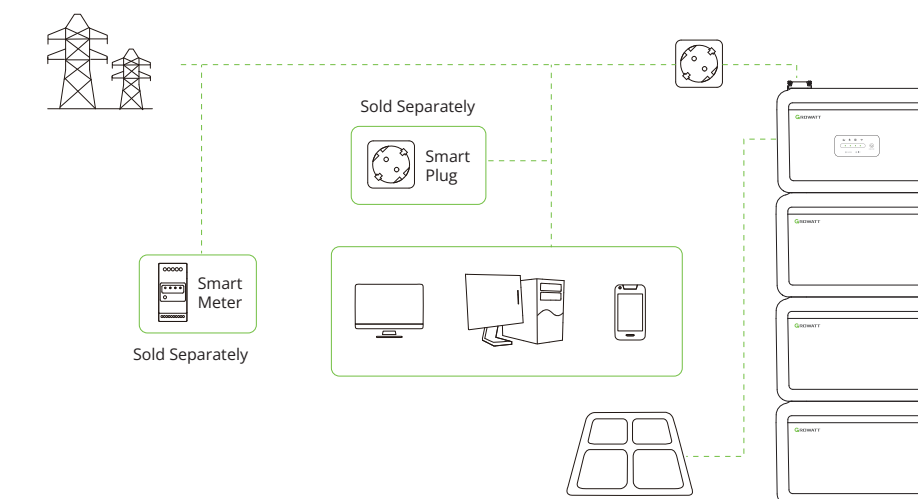 Sold Separately
GROWATT
Smart
Plug
GROWATT
Smart
Meter
GROWATT
Sold Separately
GROWATT